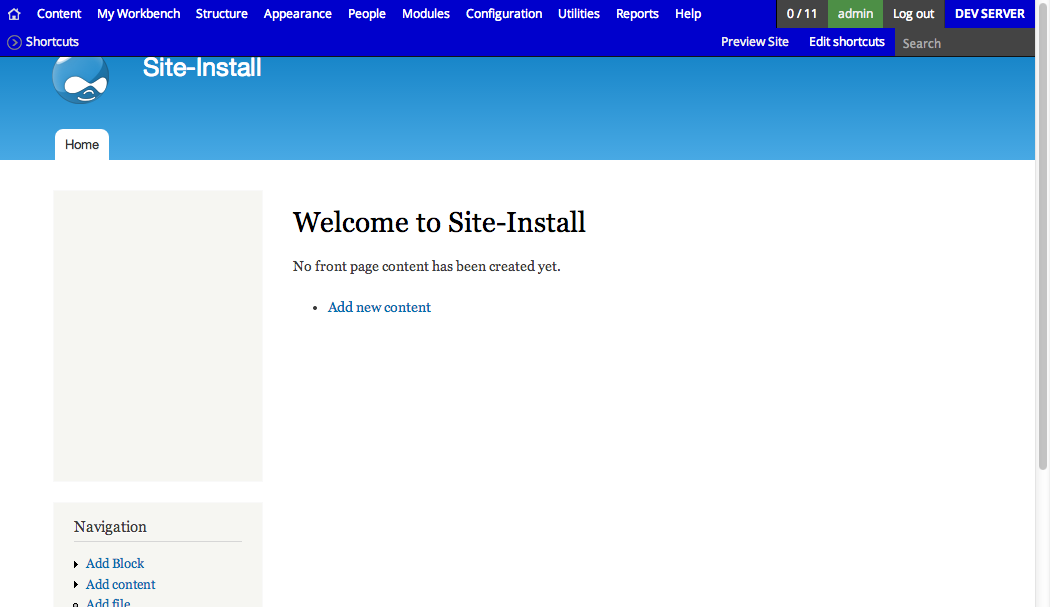 Content My Workbench Structure Appearance People Modules Configuration Utilities Reports Help 0 / 11 admin Log out DEV SERVER
Shortcuts Preview Site Edit shortcuts Search
Site-Install
Home
Welcome to Site-Install
No front page content has been created yet.
Add new content
Navigation
Add Block
Add content
Add file